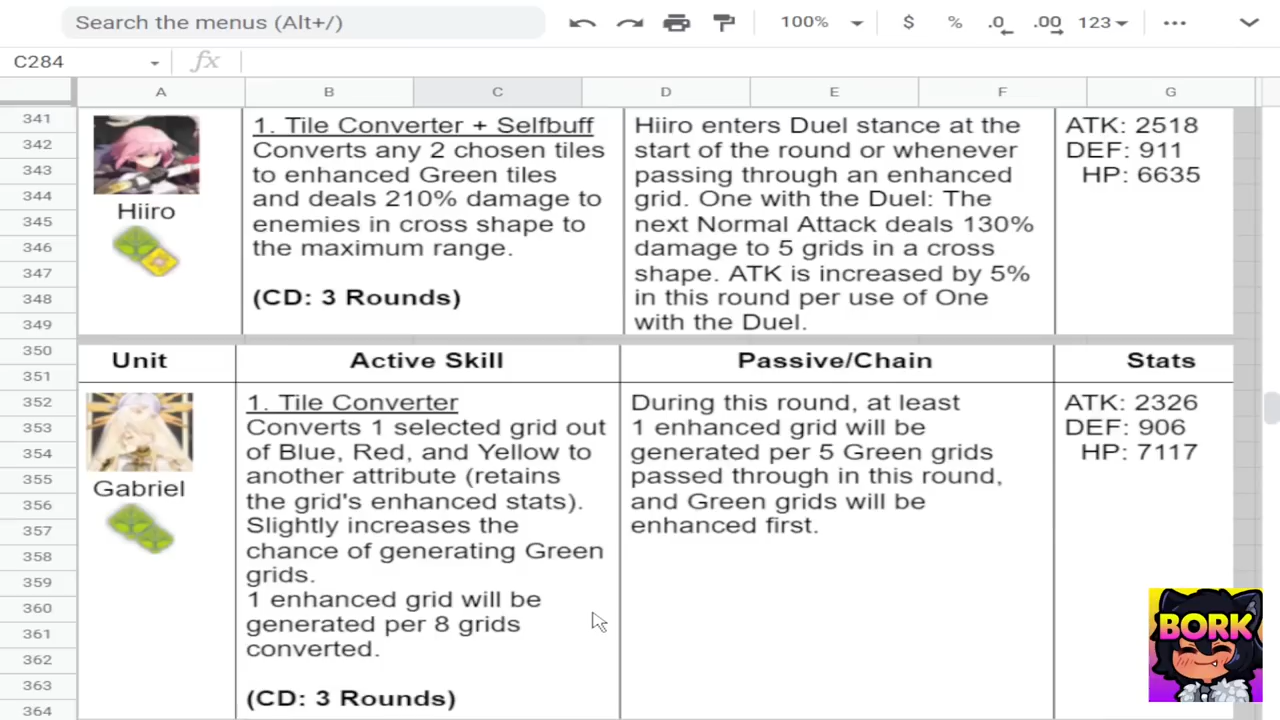 Search the menus (Alt+/)
100%
$
%
.0
.00
123
C284
fx
A
B
C
D
E
F
G
341
342
343
344
345
346
347
348
349
350
351
352
353
354
355
356
357
358
359
360
361
362
363
364
Hiiro
1. Tile Converter + Selfbuff
Converts any 2 chosen tiles
to enhanced Green tiles
and deals 210% damage to
enemies in cross shape to
the maximum range.
(CD: 3 Rounds)
Hiiro enters Duel stance at the
start of the round or whenever
passing through an enhanced
grid. One with the Duel: The
next Normal Attack deals 130%
damage to 5 grids in a cross
shape. ATK is increased by 5%
in this round per use of One
with the Duel.
ATK: 2518
DEF: 911
HP: 6635
Unit
Active Skill
Passive/Chain
Stats
Gabriel
1. Tile Converter
Converts 1 selected grid out
of Blue, Red, and Yellow to
another attribute (retains
the grid's enhanced stats).
Slightly increases the
chance of generating Green
grids.
1 enhanced grid will be
generated per 8 grids
converted.
(CD: 3 Rounds)
During this round, at least
1 enhanced grid will be
generated per 5 Green grids
passed through in this round,
and Green grids will be
enhanced first.
ATK: 2326
DEF: 906
HP: 7117
BORK